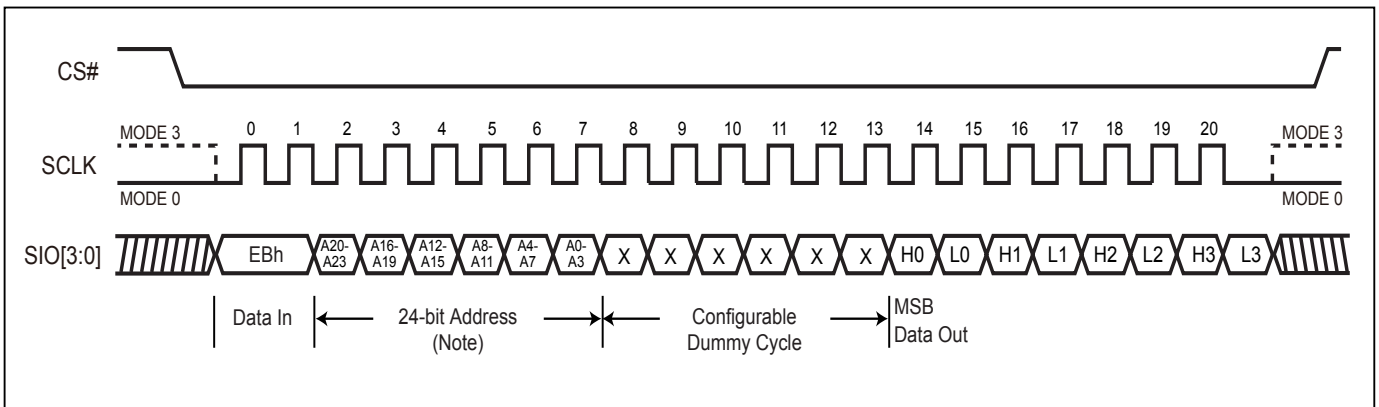 CS#
MODE 3 0 1 2 3 4 5 6 7 8 9 10 11 12 13 14 15 16 17 18 19 20 MODE 3
SCLK
MODE 0 MODE 0
SIO[3:0] EBh A20-A23 A16-A19 A12-A15 A8-A11 A4-A7 A0-A3 X X X X X X H0 L0 H1 L1 H2 L2 H3 L3
Data In 24-bit Address (Note) Configurable Dummy Cycle MSB Data Out